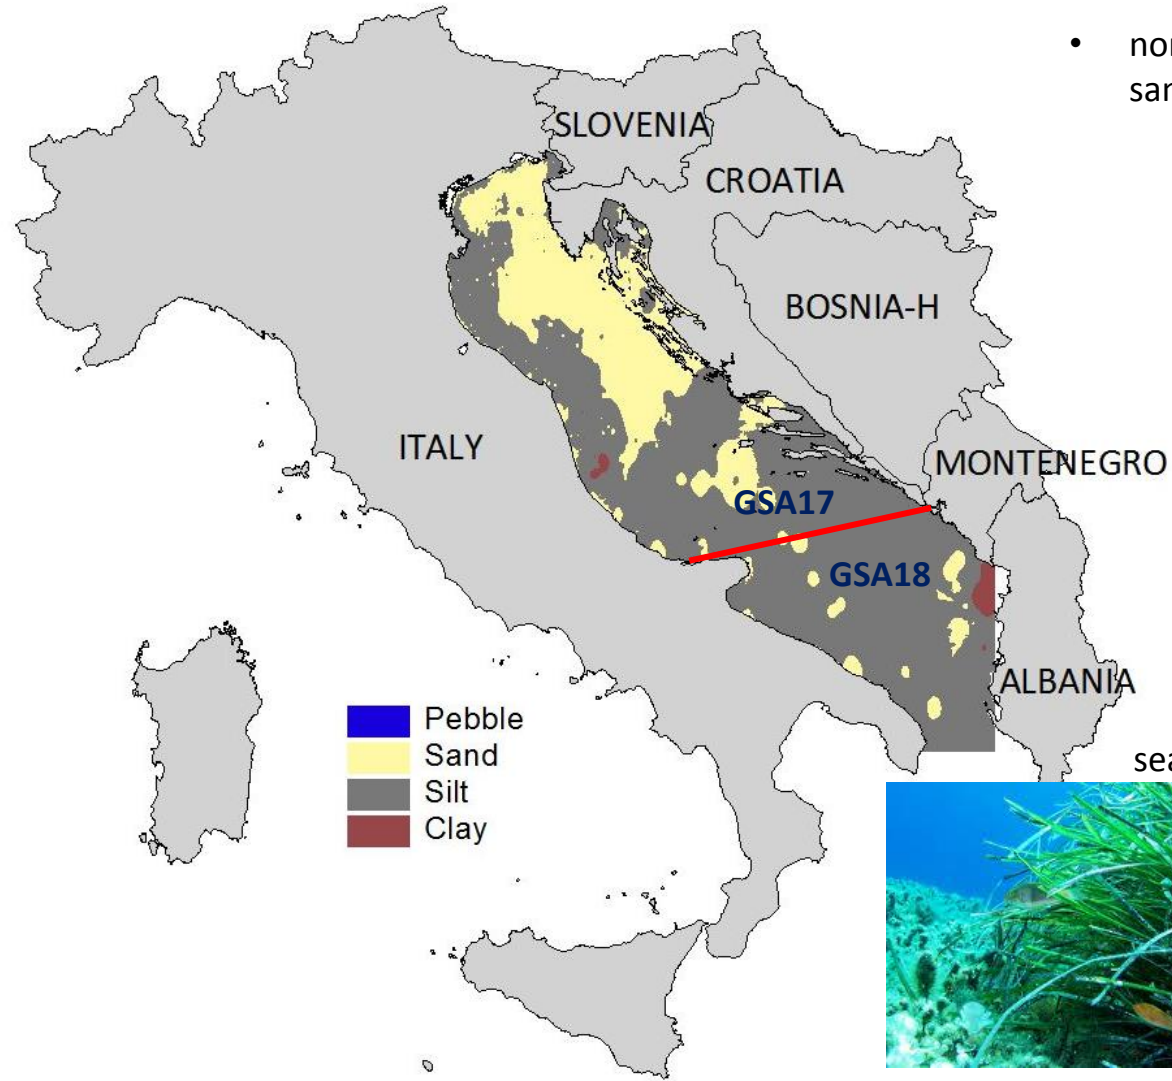 •
SLOVENIA
CROATIA
BOSNIA-H
ITALY
MONTENEGRO
GSA17
GSA18
ALBANIA
Pebble
Sand
Silt
Clay